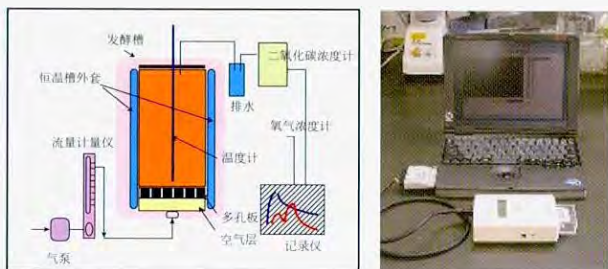 发酵槽
恒温槽外套
二氧化碳浓度计
排水
氧气浓度计
流量计量仪
温度计
多孔板
空气层
记录仪
气泵